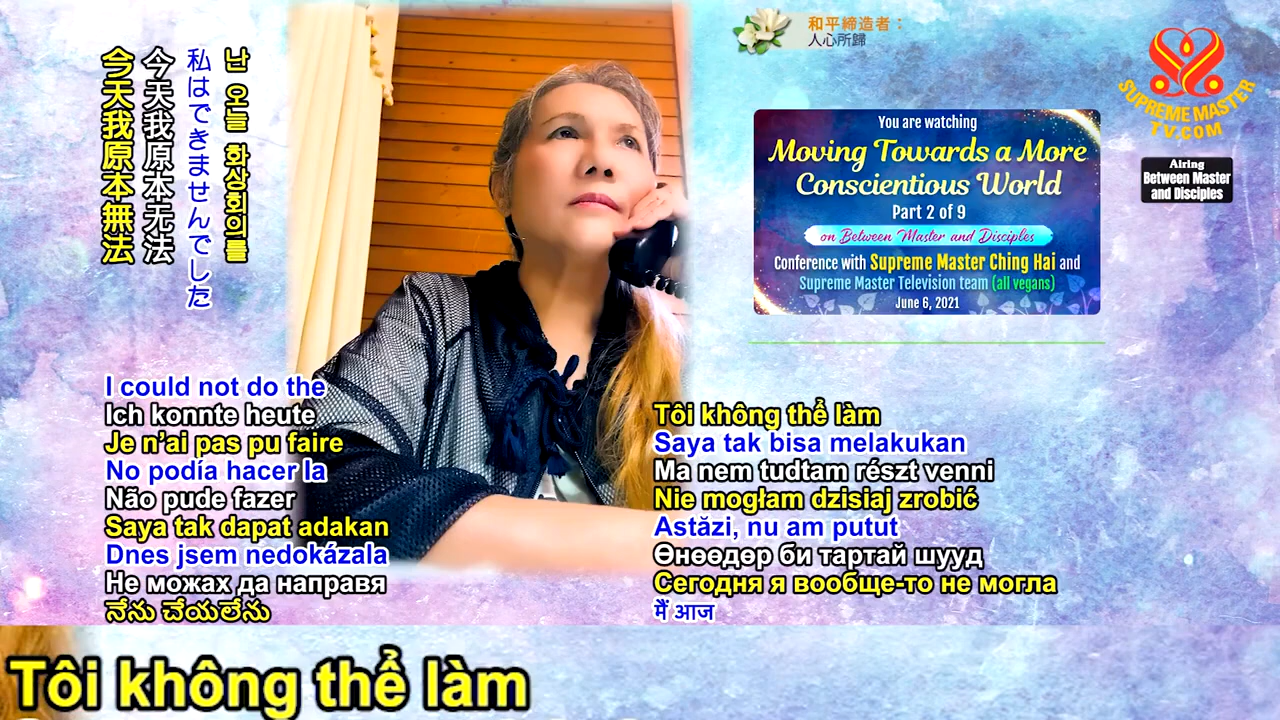 今天我原本無法
今天我原本无法
私はできませんでした
난 오늘 화상회의를
和平締造者：
人心所歸
SUPREME MASTER
TV.COM
You are watching
Moving Towards a More
Conscientious World
Part 2 of 9
on Between Master and Disciples
Conference with Supreme Master Ching Hai and
Supreme Master Television team (all vegans)
June 6, 2021
Airing
Between Master
and Disciples
I could not do the
Ich konnte heute
Je n’ai pas pu faire
No podía hacer la
Não pude fazer
Saya tak dapat adakan
Dnes jsem nedokázala
Не можах да направя
నేను చేయలేను
Tôi không thể làm
Saya tak bisa melakukan
Ma nem tudtam részt venni
Nie mogłam dzisiaj zrobić
Astăzi, nu am putut
Өнөөдөр би тартай шууд
Сегодня я вообще-то не могла
मैं आज
Tôi không thể làm